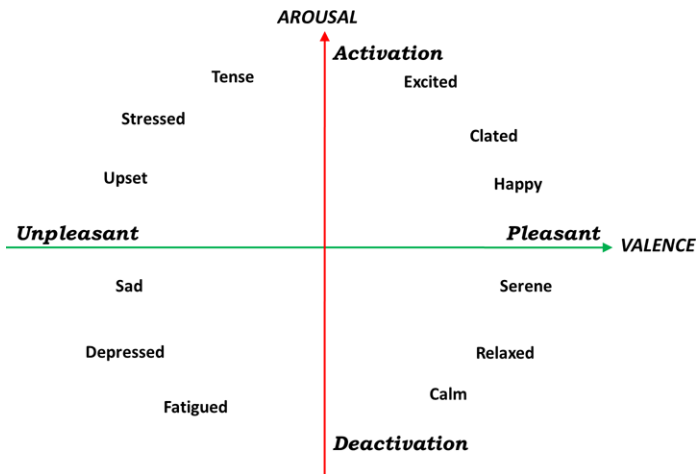 AROUSAL
Activation
Tense
Excited
Stressed
Clated
Upset
Happy
Unpleasant
Pleasant
VALENCE
Sad
Serene
Depressed
Relaxed
Calm
Fatigued
Deactivation